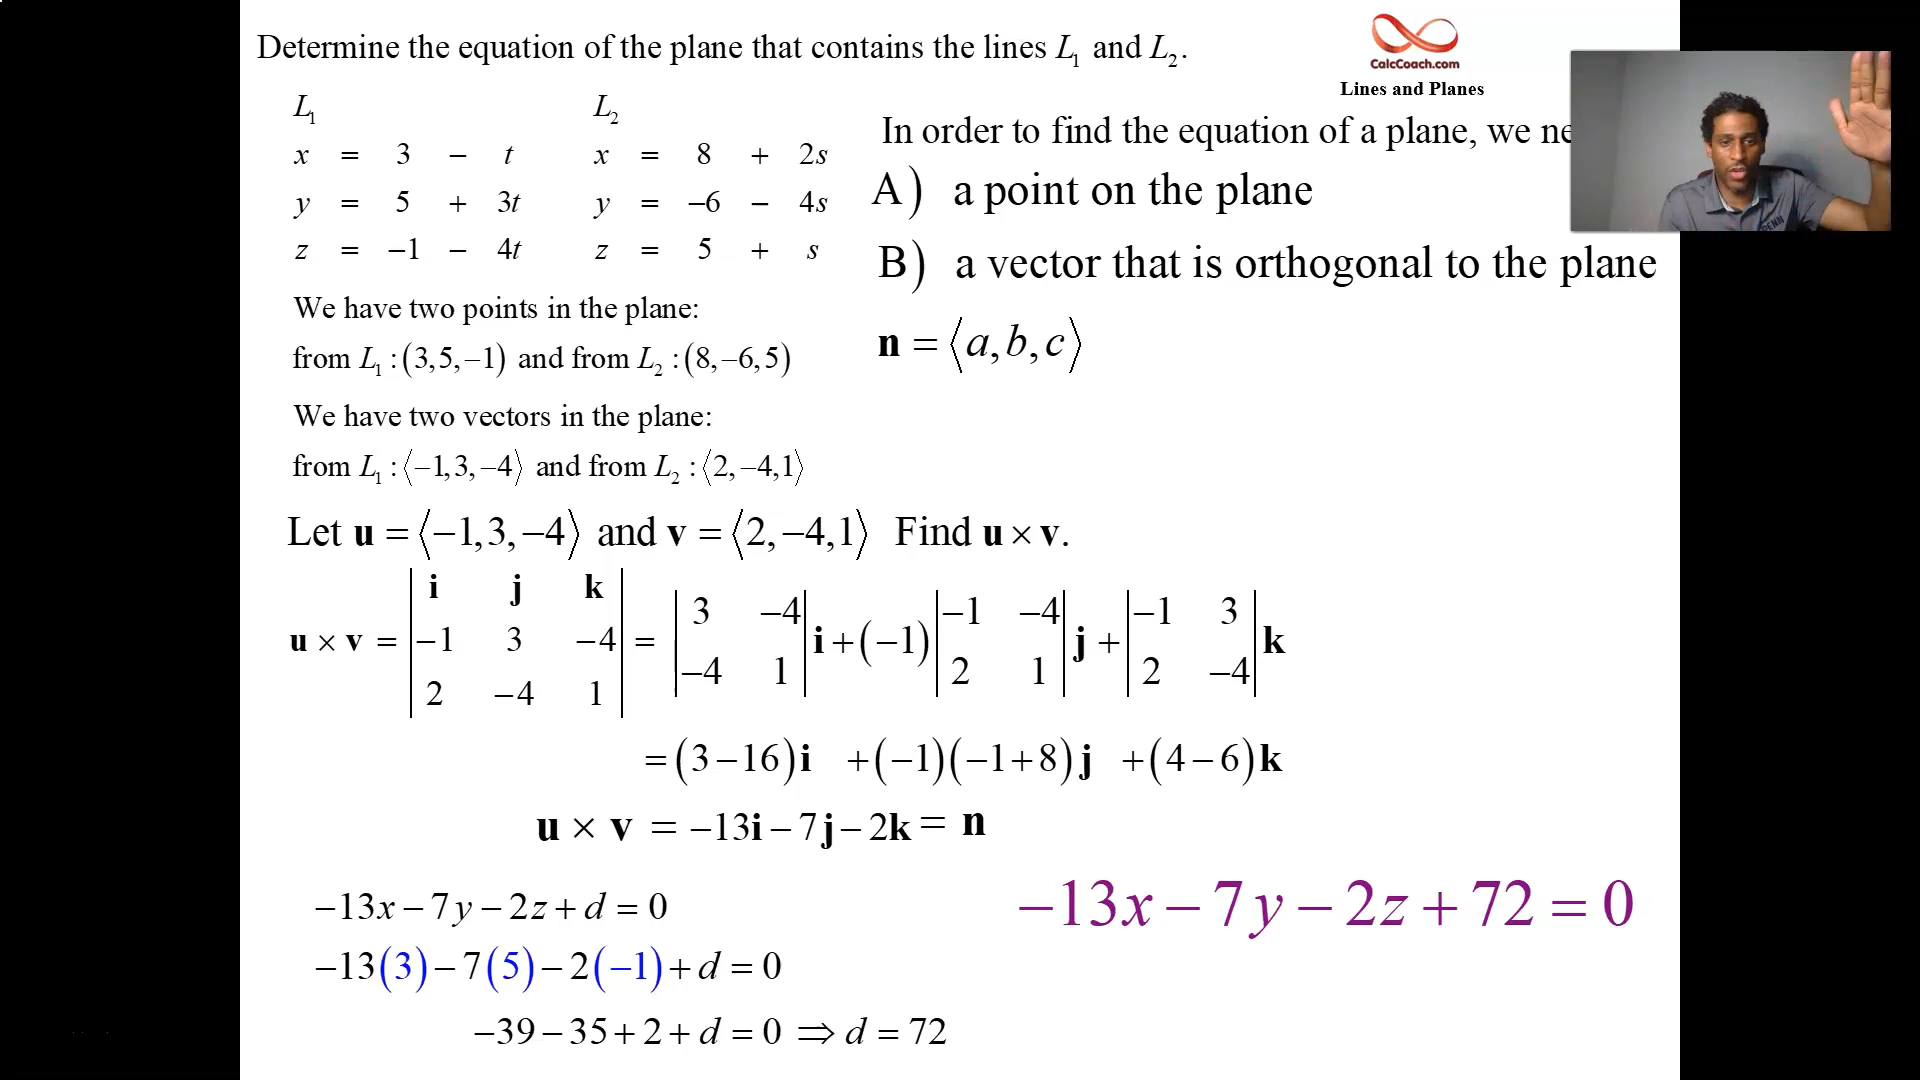 Determine the equation of the plane that contains the lines L₁ and L₂.
CalcCoach.com
Lines and Planes
L₁
x = 3 − t
y = 5 + 3t
z = −1 − 4t
L₂
x = 8 + 2s
y = −6 − 4s
z = 5 + s
We have two points in the plane:
from L₁ : (3,5,−1) and from L₂ : (8,−6,5)
We have two vectors in the plane:
from L₁ : ⟨−1,3,−4⟩ and from L₂ : ⟨2,−4,1⟩
In order to find the equation of a plane, we
A) a point on the plane
B) a vector that is orthogonal to the plane
n = ⟨a,b,c⟩
PENN
Let u = ⟨−1,3,−4⟩ and v = ⟨2,−4,1⟩ Find u × v.
u × v = | i j k | = | 3 −4 | i + (−1) | −1 −4 | j + | −1 3 | k
| −1 3 −4 |
| 2 −4 1 | | −4 1 | | 2 1 | | 2 −4 |
= (3−16)i + (−1)(−1+8)j + (4−6)k
u × v = −13i − 7j − 2k = n
−13x − 7y − 2z + d = 0
−13(3) − 7(5) − 2(−1) + d = 0
−39 − 35 + 2 + d = 0 ⇒ d = 72
−13x − 7y − 2z + 72 = 0